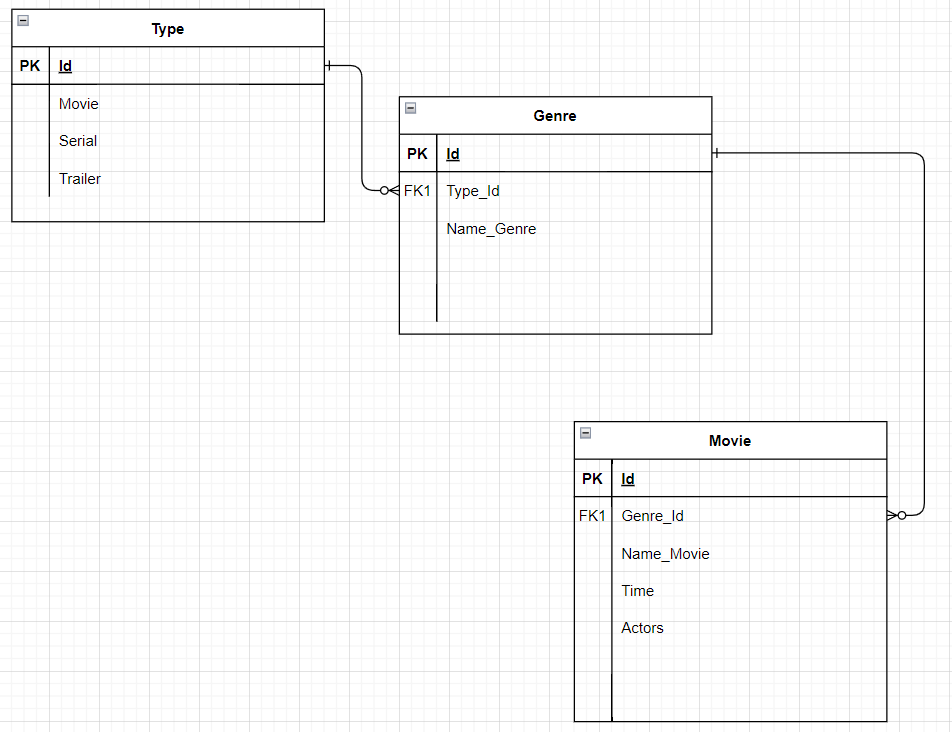 Type
PK Id
Movie
Serial
Trailer
Genre
PK Id
FK1 Type_Id
Name_Genre
Movie
PK Id
FK1 Genre_Id
Name_Movie
Time
Actors